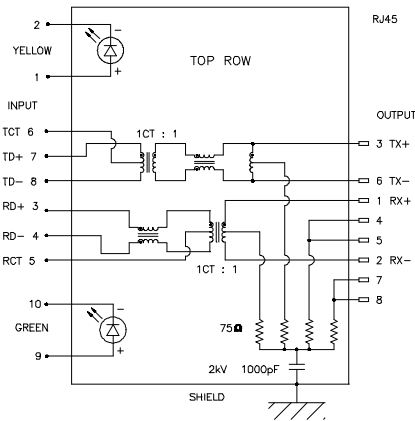 2
RJ45
YELLOW
TOP ROW
1
INPUT
OUTPUT
TCT 6
1CT : 1
TD+ 7
3 TX+
TD- 8
6 TX-
RD+ 3
1 RX+
4
RD- 4
5
RCT 5
2 RX-
1CT : 1
7
10
8
GREEN
75Ω
9
2kV 1000pF
SHIELD
- 
+
-
+